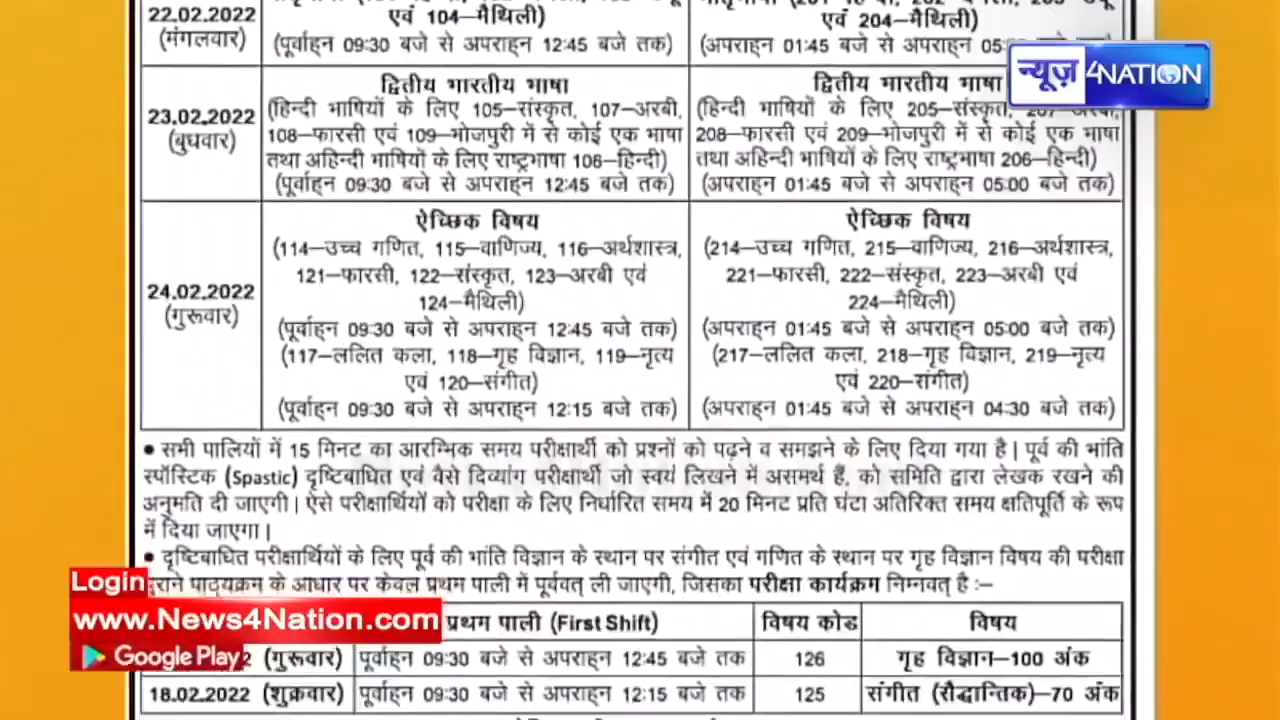 22.02.2022
(मंगलवार)
एवं 104–मैथिली)
(पूर्वाह्न 09:30 बजे से अपराह्न 12:45 बजे तक)
एवं 204–मैथिली)
(अपराह्न 01:45 बजे से अपराह्न
न्यूज़ 4NATION
23.02.2022
(बुधवार)
द्वितीय भारतीय भाषा
(हिन्दी भाषियों के लिए 105–संस्कृत, 107–अरबी,
108–फारसी एवं 109–भोजपुरी में से कोई एक भाषा
तथा अहिन्दी भाषियों के लिए राष्ट्रभाषा 106–हिन्दी)
(पूर्वाह्न 09:30 बजे से अपराह्न 12:45 बजे तक)
द्वितीय भारतीय भाषा
(हिन्दी भाषियों के लिए 205–संस्कृत, 207–अरबी,
208–फारसी एवं 209–भोजपुरी में से कोई एक भाषा
तथा अहिन्दी भाषियों के लिए राष्ट्रभाषा 206–हिन्दी)
(अपराह्न 01:45 बजे से अपराह्न 05:00 बजे तक)
24.02.2022
(गुरूवार)
ऐच्छिक विषय
(114–उच्च गणित, 115–वाणिज्य, 116–अर्थशास्त्र,
121–फारसी, 122–संस्कृत, 123–अरबी एवं
124–मैथिली)
(पूर्वाह्न 09:30 बजे से अपराह्न 12:45 बजे तक)
(117–ललित कला, 118–गृह विज्ञान, 119–नृत्य
एवं 120–संगीत)
(पूर्वाह्न 09:30 बजे से अपराह्न 12:15 बजे तक)
ऐच्छिक विषय
(214–उच्च गणित, 215–वाणिज्य, 216–अर्थशास्त्र,
221–फारसी, 222–संस्कृत, 223–अरबी एवं
224–मैथिली)
(अपराह्न 01:45 बजे से अपराह्न 05:00 बजे तक)
(217–ललित कला, 218–गृह विज्ञान, 219–नृत्य
एवं 220–संगीत)
(अपराह्न 01:45 बजे से अपराह्न 04:30 बजे तक)
• सभी पालियों में 15 मिनट का आरम्भिक समय परीक्षार्थी को प्रश्नों को पढ़ने व समझने के लिए दिया गया है। पूर्व की भांति
स्पॉस्टिक (Spastic) दृष्टिबाधित एवं वैसे दिव्यांग परीक्षार्थी जो स्वयं लिखने में असमर्थ हैं, को समिति द्वारा लेखक रखने की
अनुमति दी जाएगी। ऐसे परीक्षार्थियों को परीक्षा के लिए निर्धारित समय में 20 मिनट प्रति घंटा अतिरिक्त समय क्षतिपूर्ति के रूप
में दिया जाएगा।
• दृष्टिबाधित परीक्षार्थियों के लिए पूर्व की भांति विज्ञान के स्थान पर संगीत एवं गणित के स्थान पर गृह विज्ञान विषय की परीक्षा
पुराने पाठ्यक्रम के आधार पर केवल प्रथम पाली में पूर्ववत् ली जाएगी, जिसका परीक्षा कार्यक्रम निम्नवत् है :–
Login
www.News4Nation.com
Google Play
प्रथम पाली (First Shift) विषय कोड विषय
(गुरूवार) पूर्वाह्न 09:30 बजे से अपराह्न 12:45 बजे तक 126 गृह विज्ञान–100 अंक
18.02.2022 (शुक्रवार) पूर्वाह्न 09:30 बजे से अपराह्न 12:15 बजे तक 125 संगीत (रौद्धान्तिक)–70 अंक